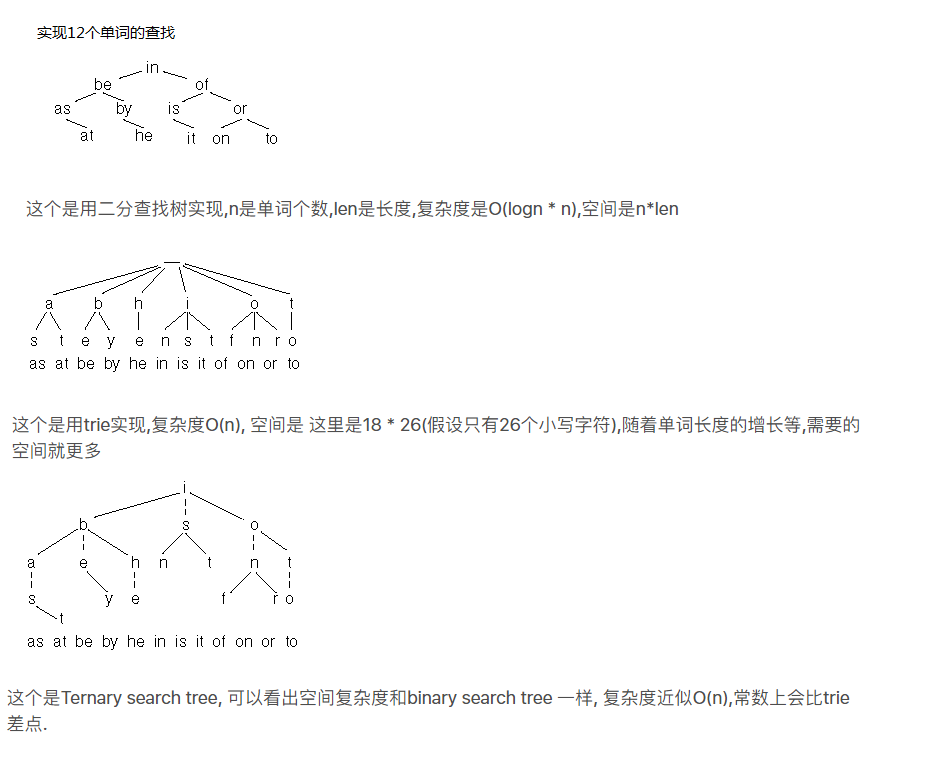 实现12个单词的查找
in
be of
as by is or
at he it on to
这个是用二分查找树实现,n是单词个数,len是长度,复杂度是O(logn * n),空间是n*len
a b h i o t
s t e y e n s t f n r o
as at be by he in is it of on or to
这个是用trie实现,复杂度O(n), 空间是 这里是18 * 26(假设只有26个小写字符),随着单词长度的增长等,需要的
空间就更多
i
b s o
a e h n t n t
s y e f r o
t
as at be by he in is it of on or to
这个是Ternary search tree, 可以看出空间复杂度和binary search tree 一样, 复杂度近似O(n),常数上会比trie
差点.